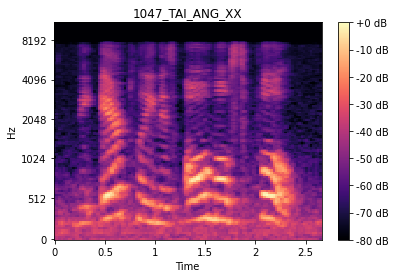 1047_TAI_ANG_XX
+0 dB
8192
-10 dB
4096
-20 dB
-30 dB
2048
-40 dB
Hz
1024
-50 dB
512
-60 dB
-70 dB
0
-80 dB
0 0.5 1 1.5 2 2.5
Time